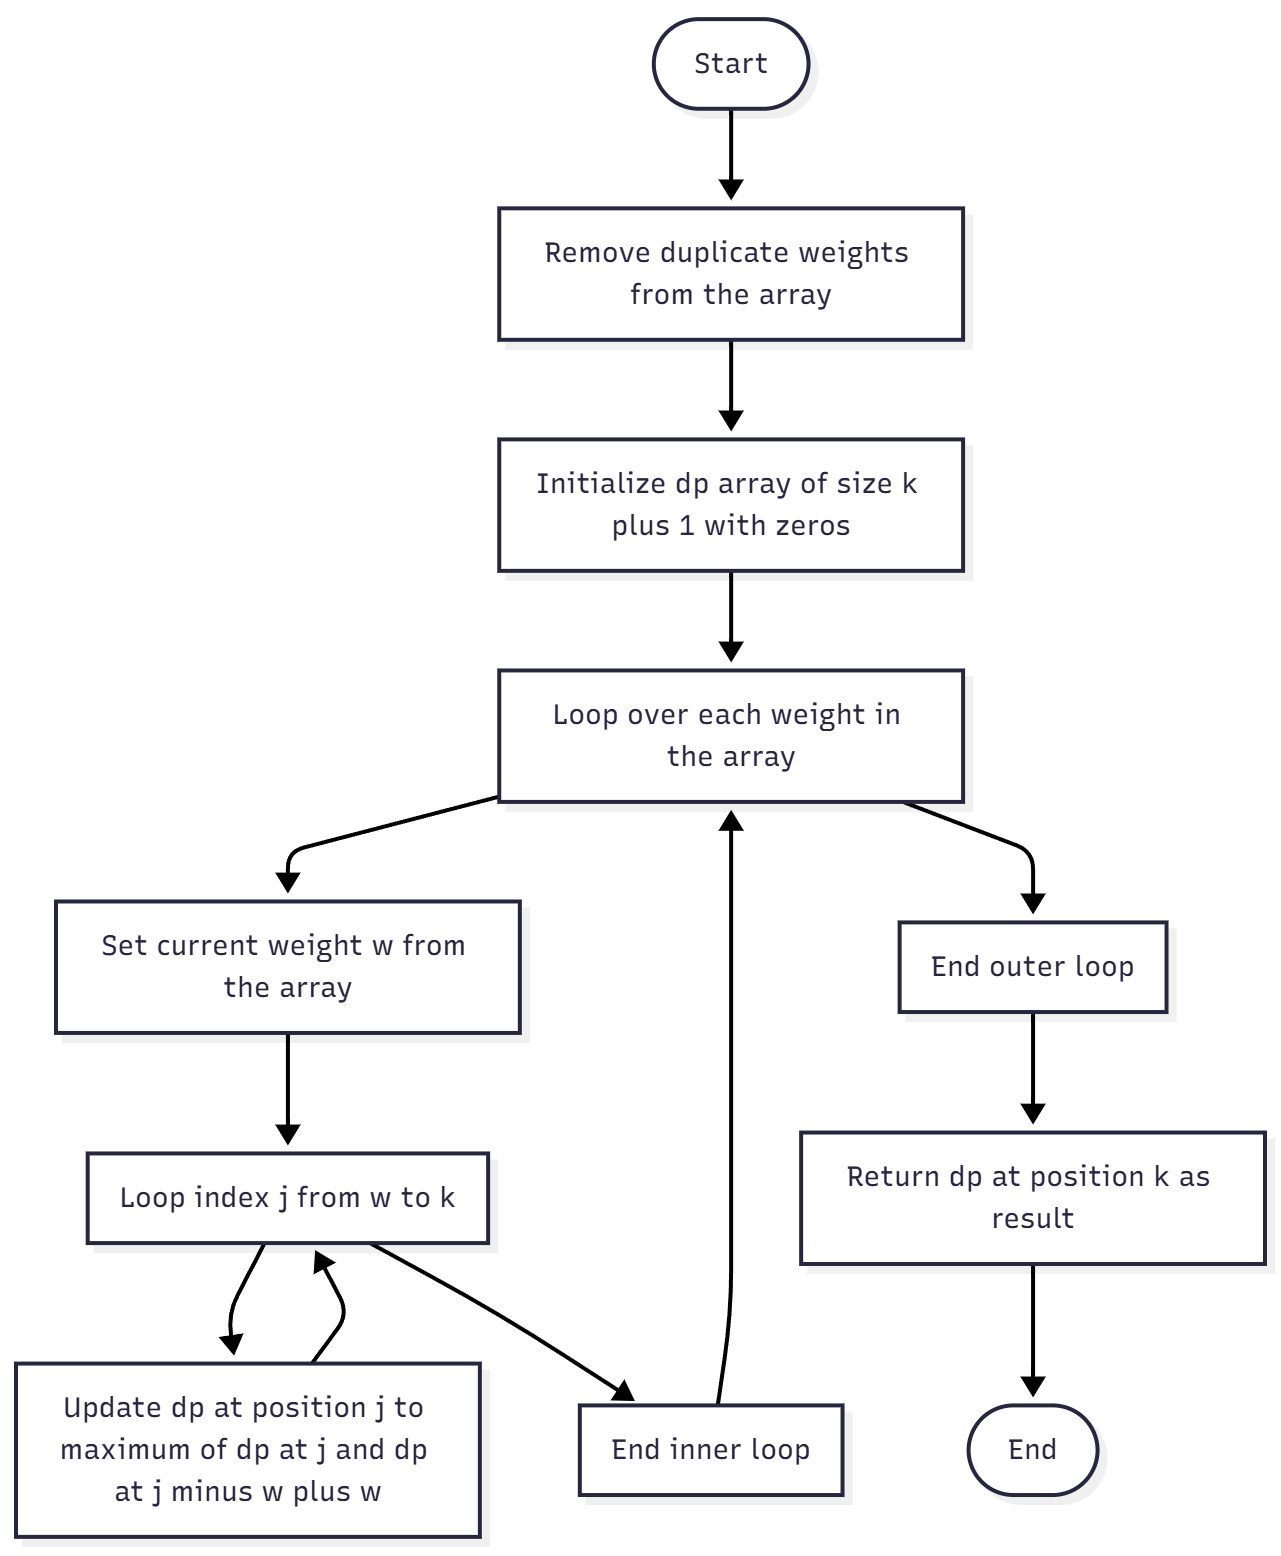 Start
Remove duplicate weights
from the array
Initialize dp array of size k
plus 1 with zeros
Loop over each weight in
the array
Set current weight w from
the array
End outer loop
Loop index j from w to k
Return dp at position k as
result
Update dp at position j to
maximum of dp at j and dp
at j minus w plus w
End inner loop
End